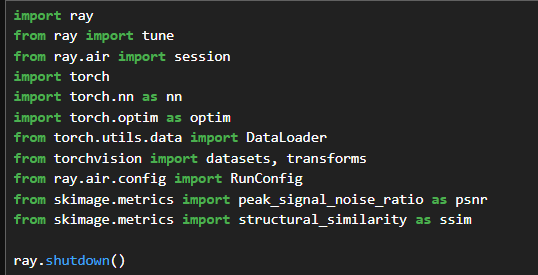 import ray
from ray import tune
from ray.air import session
import torch
import torch.nn as nn
import torch.optim as optim
from torch.utils.data import DataLoader
from torchvision import datasets, transforms
from ray.air.config import RunConfig
from skimage.metrics import peak_signal_noise_ratio as psnr
from skimage.metrics import structural_similarity as ssim
ray.shutdown()